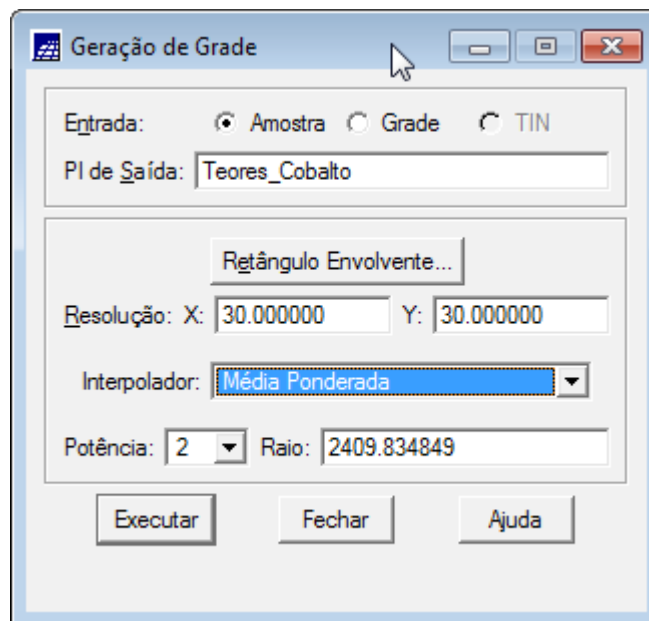 Geração de Grade
Entrada: Amostra Grade TIN
PI de Saída: Teores_Cobalto
Retângulo Envolvente...
Resolução: X: 30.000000 Y: 30.000000
Interpolador: Média Ponderada
Potência: 2 Raio: 2409.834849
Executar Fechar Ajuda